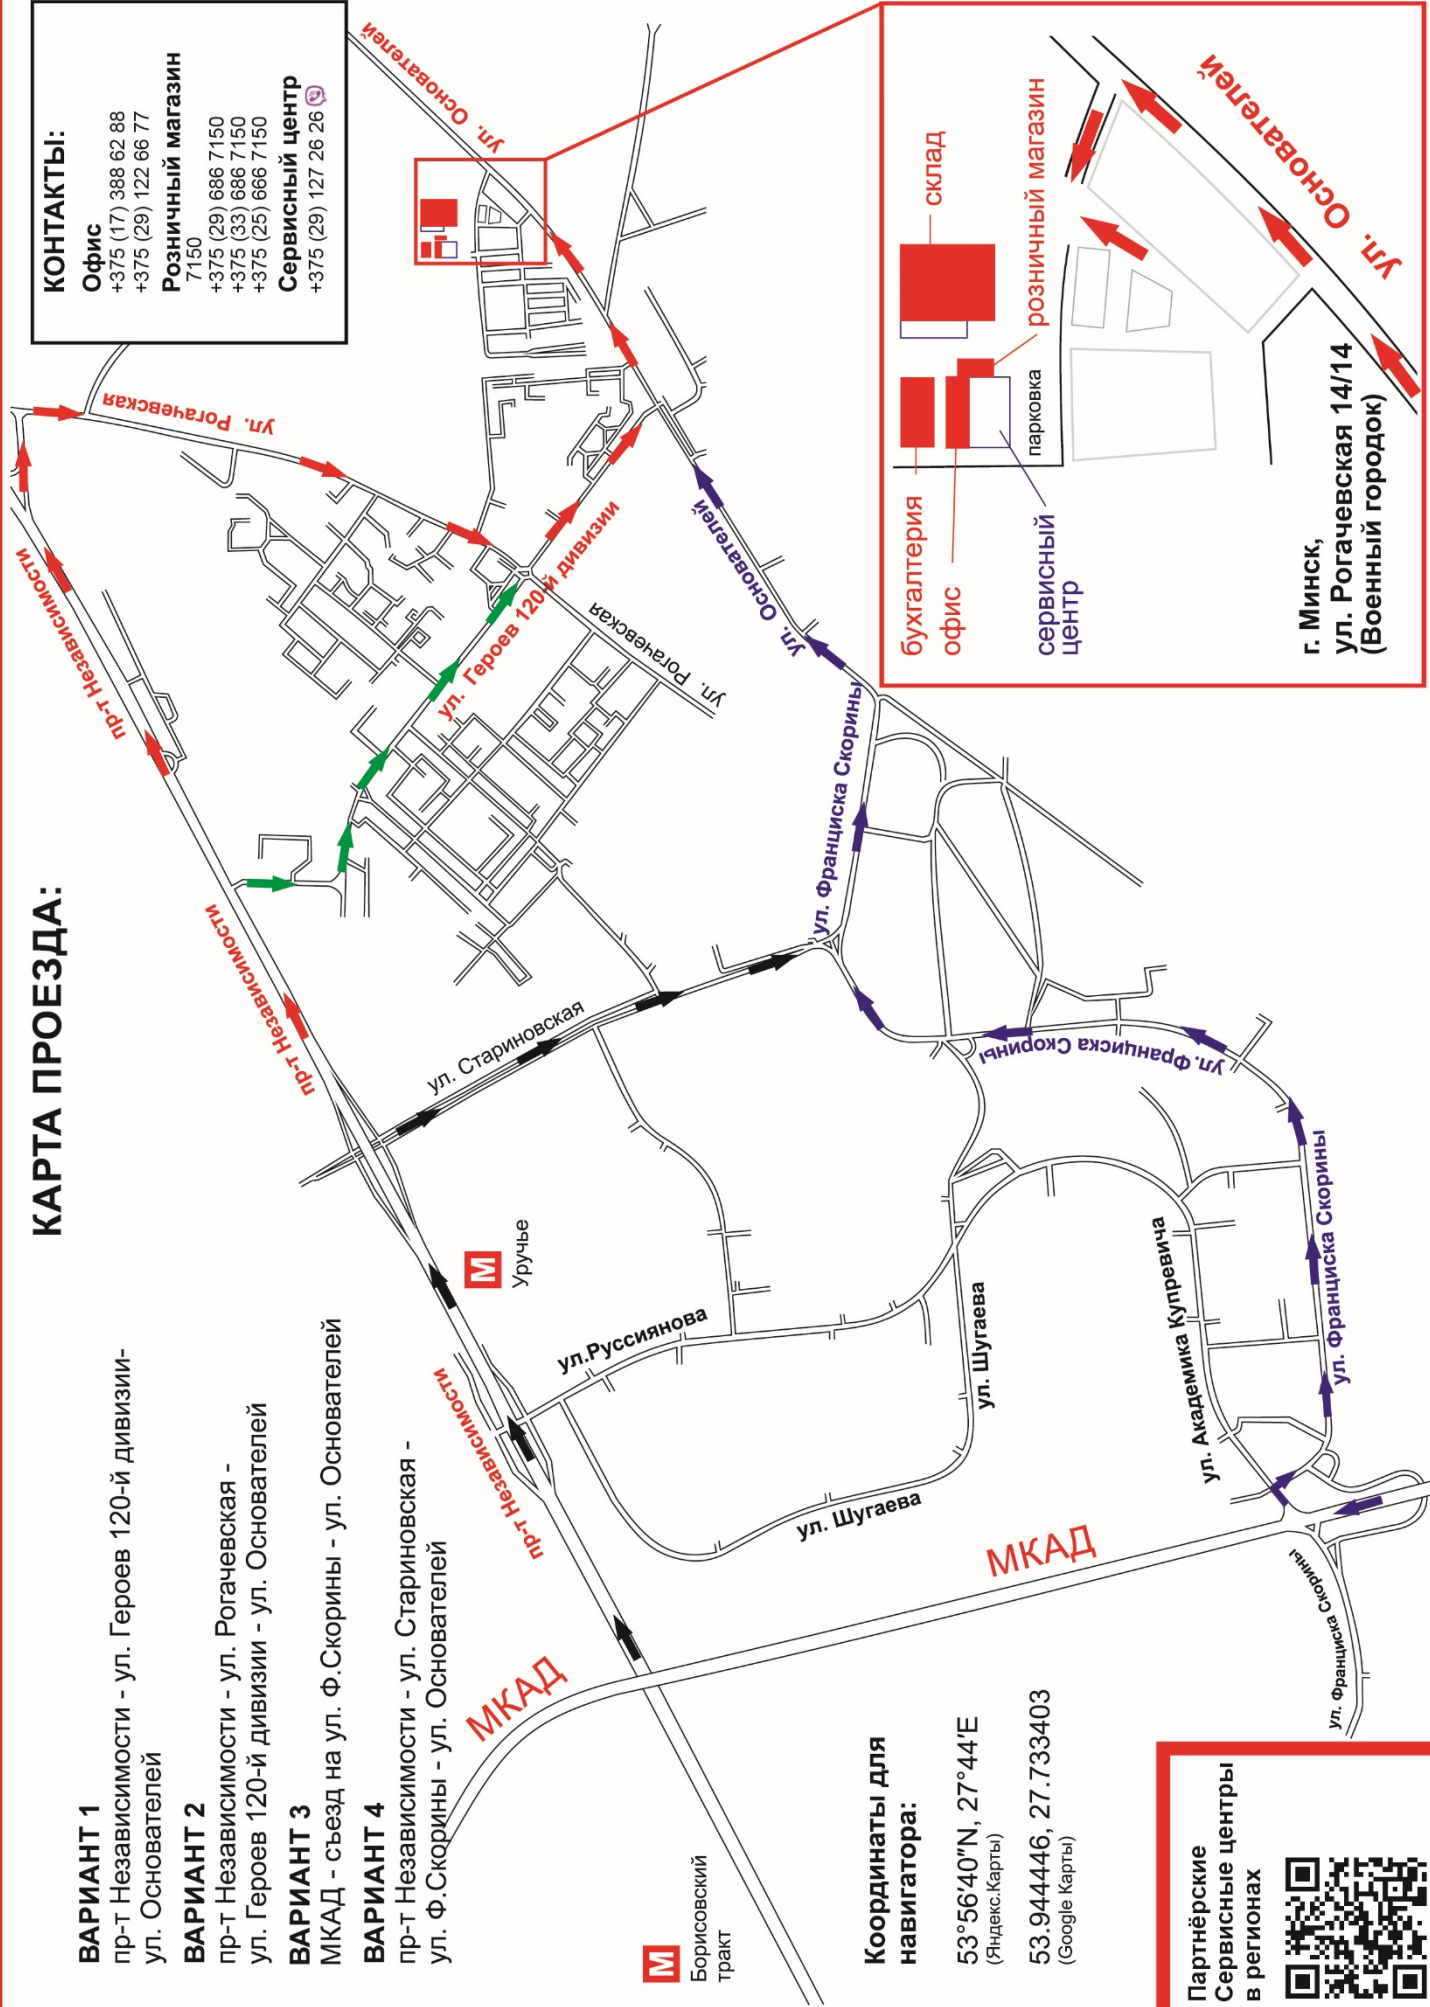 КАРТА ПРОЕЗДА:
ВАРИАНТ 1
пр-т Независимости - ул. Героев 120-й дивизии-
ул. Основателей
ВАРИАНТ 2
пр-т Независимости - ул. Рогачевская -
ул. Героев 120-й дивизии - ул. Основателей
ВАРИАНТ 3
МКАД - съезд на ул. Ф.Скорины - ул. Основателей
ВАРИАНТ 4
пр-т Независимости - ул. Стариновская -
ул. Ф.Скорины - ул. Основателей
КОНТАКТЫ:
Офис
+375 (17) 388 62 88
+375 (29) 122 66 77
Розничный магазин
7150
+375 (29) 686 7150
+375 (33) 686 7150
+375 (25) 666 7150
Сервисный центр
+375 (29) 127 26 26
пр-т Независимости
пр-т Независимости
пр-т Независимости
пр-т Независимости
ул. Рогачевская
ул. Основателей
ул. Героев 120-й дивизии
ул. Рогачевская
ул. Основателей
ул. Стариновская
М
Уручье
ул.Руссиянова
ул. Франциска Скорины
ул. Франциска Скорины
ул. Шугаева
ул. Шугаева
ул. Академика Купревича
ул. Франциска Скорины
ул. Франциска Скорины
МКАД
МКАД
М
Борисовский
тракт
Координаты для
навигатора:
53°56'40"N, 27°44'E
(Яндекс.Карты)
53.944446, 27.733403
(Google Карты)
Партнёрские
Сервисные центры
в регионах
бухгалтерия
офис
сервисный
центр
склад
розничный магазин
парковка
ул. Основателей
г. Минск,
ул. Рогачевская 14/14
(Военный городок)